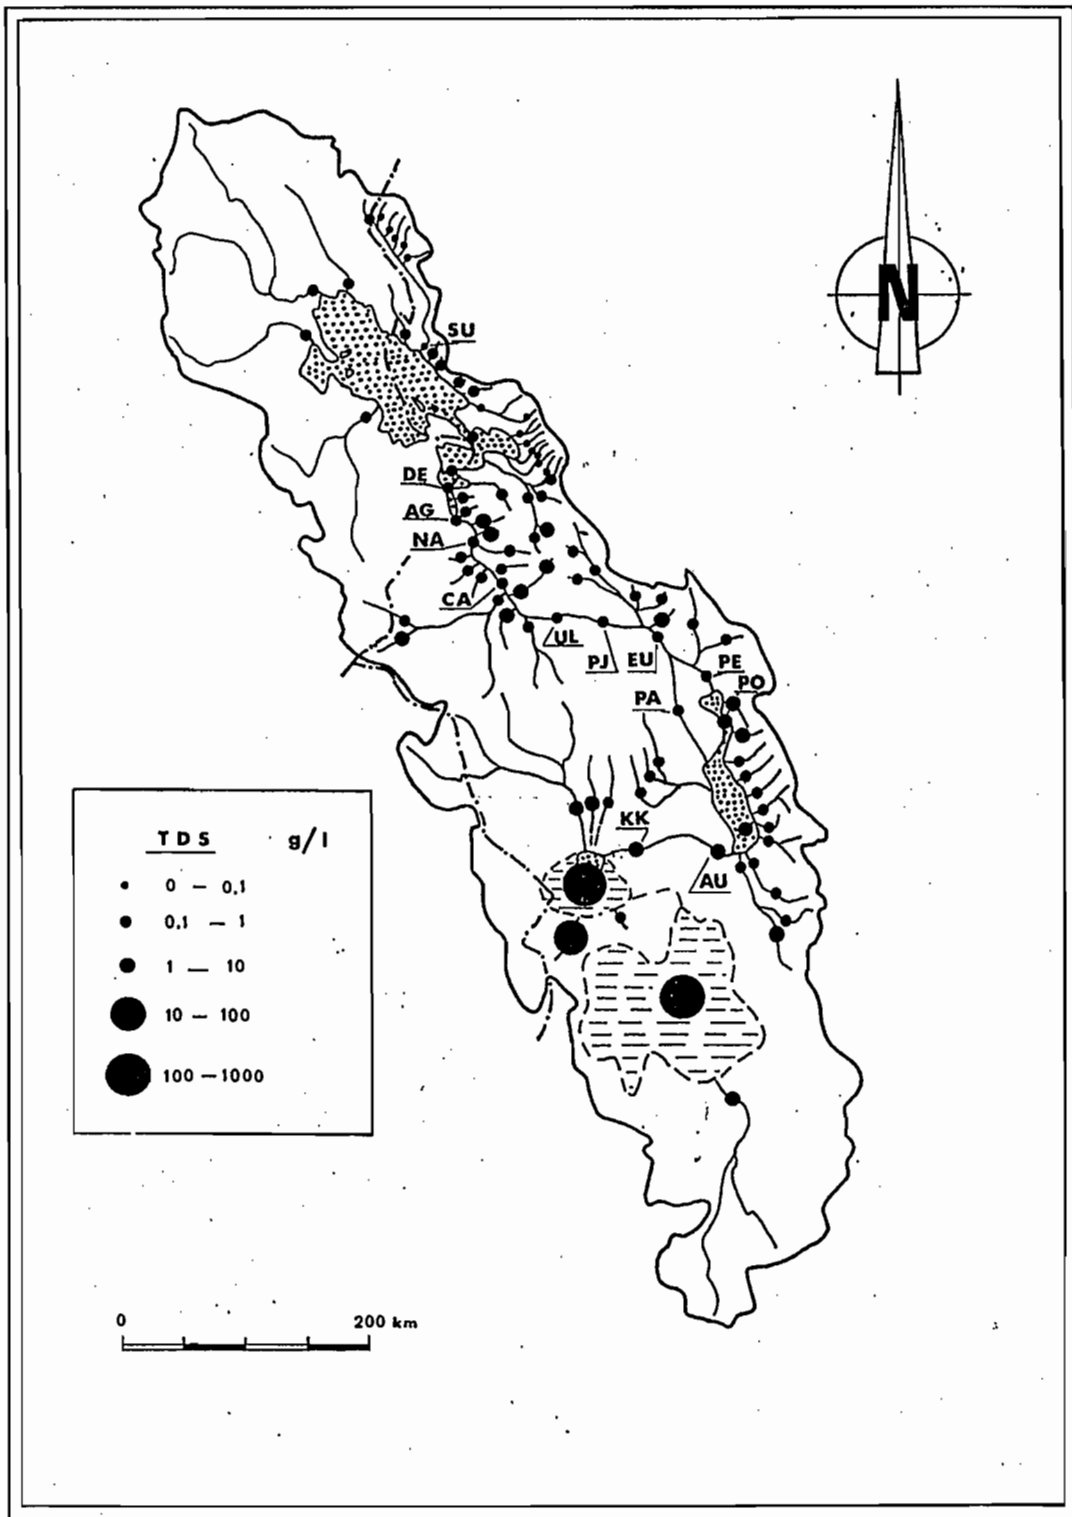 N
SU
DE
AG
NA
CA
UL
PJ
EU
PE
PO
PA
KK
AU
TDS g/l
0 – 0,1
0,1 – 1
1 — 10
10 – 100
100 – 1000
0 200 km